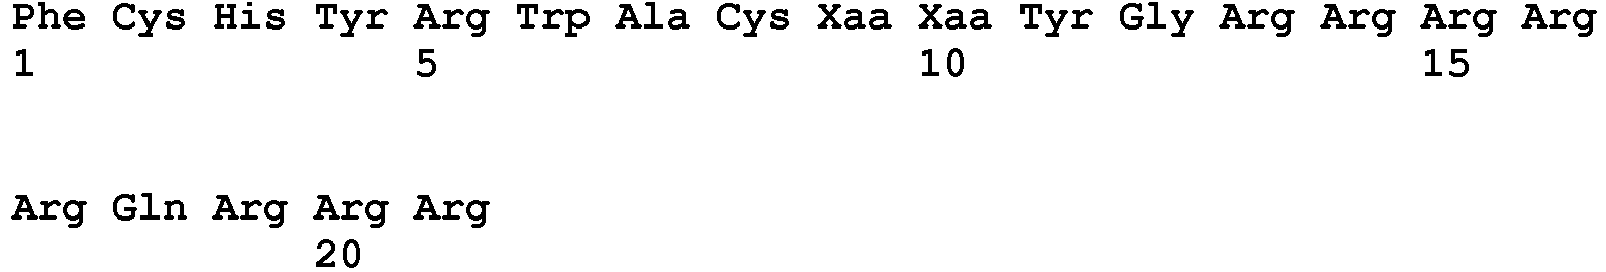 Phe Cys His Tyr Arg Trp Ala Cys Xaa Xaa Tyr Gly Arg Arg Arg Arg
1 5 10 15
Arg Gln Arg Arg Arg
20